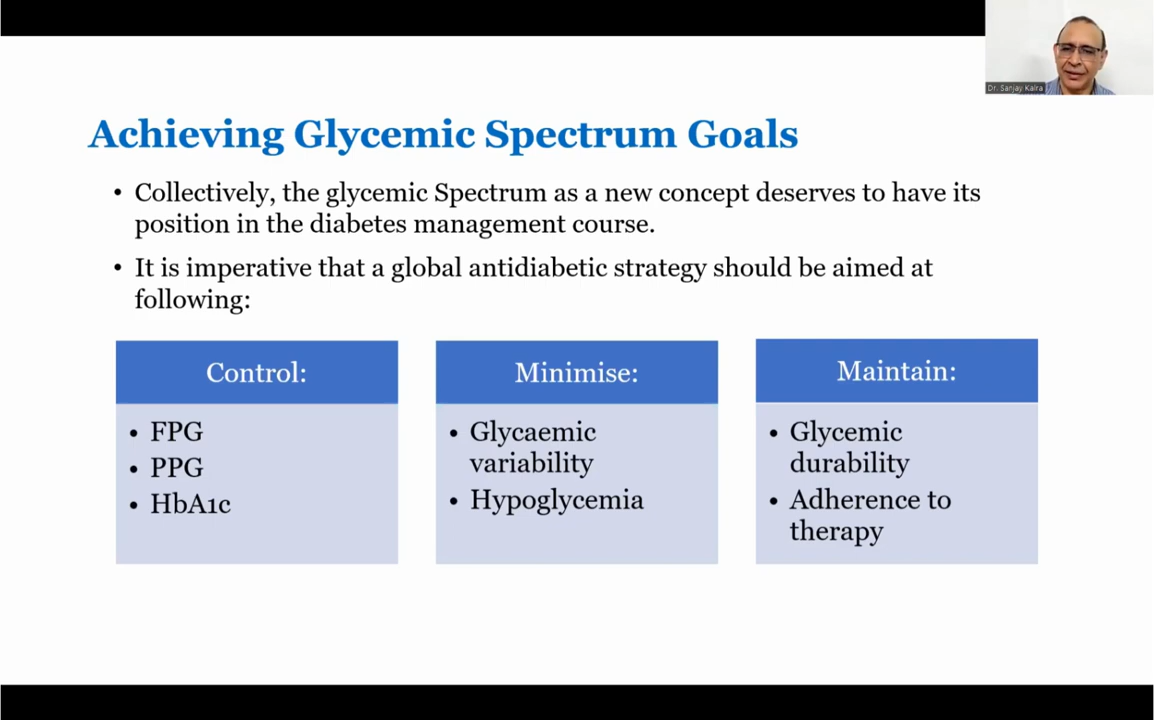 Dr. Sanjay Kalra
Achieving Glycemic Spectrum Goals
• Collectively, the glycemic Spectrum as a new concept deserves to have its
position in the diabetes management course.
• It is imperative that a global antidiabetic strategy should be aimed at
following:
Control:
• FPG
• PPG
• HbA1c
Minimise:
• Glycaemic
variability
• Hypoglycemia
Maintain:
• Glycemic
durability
• Adherence to
therapy